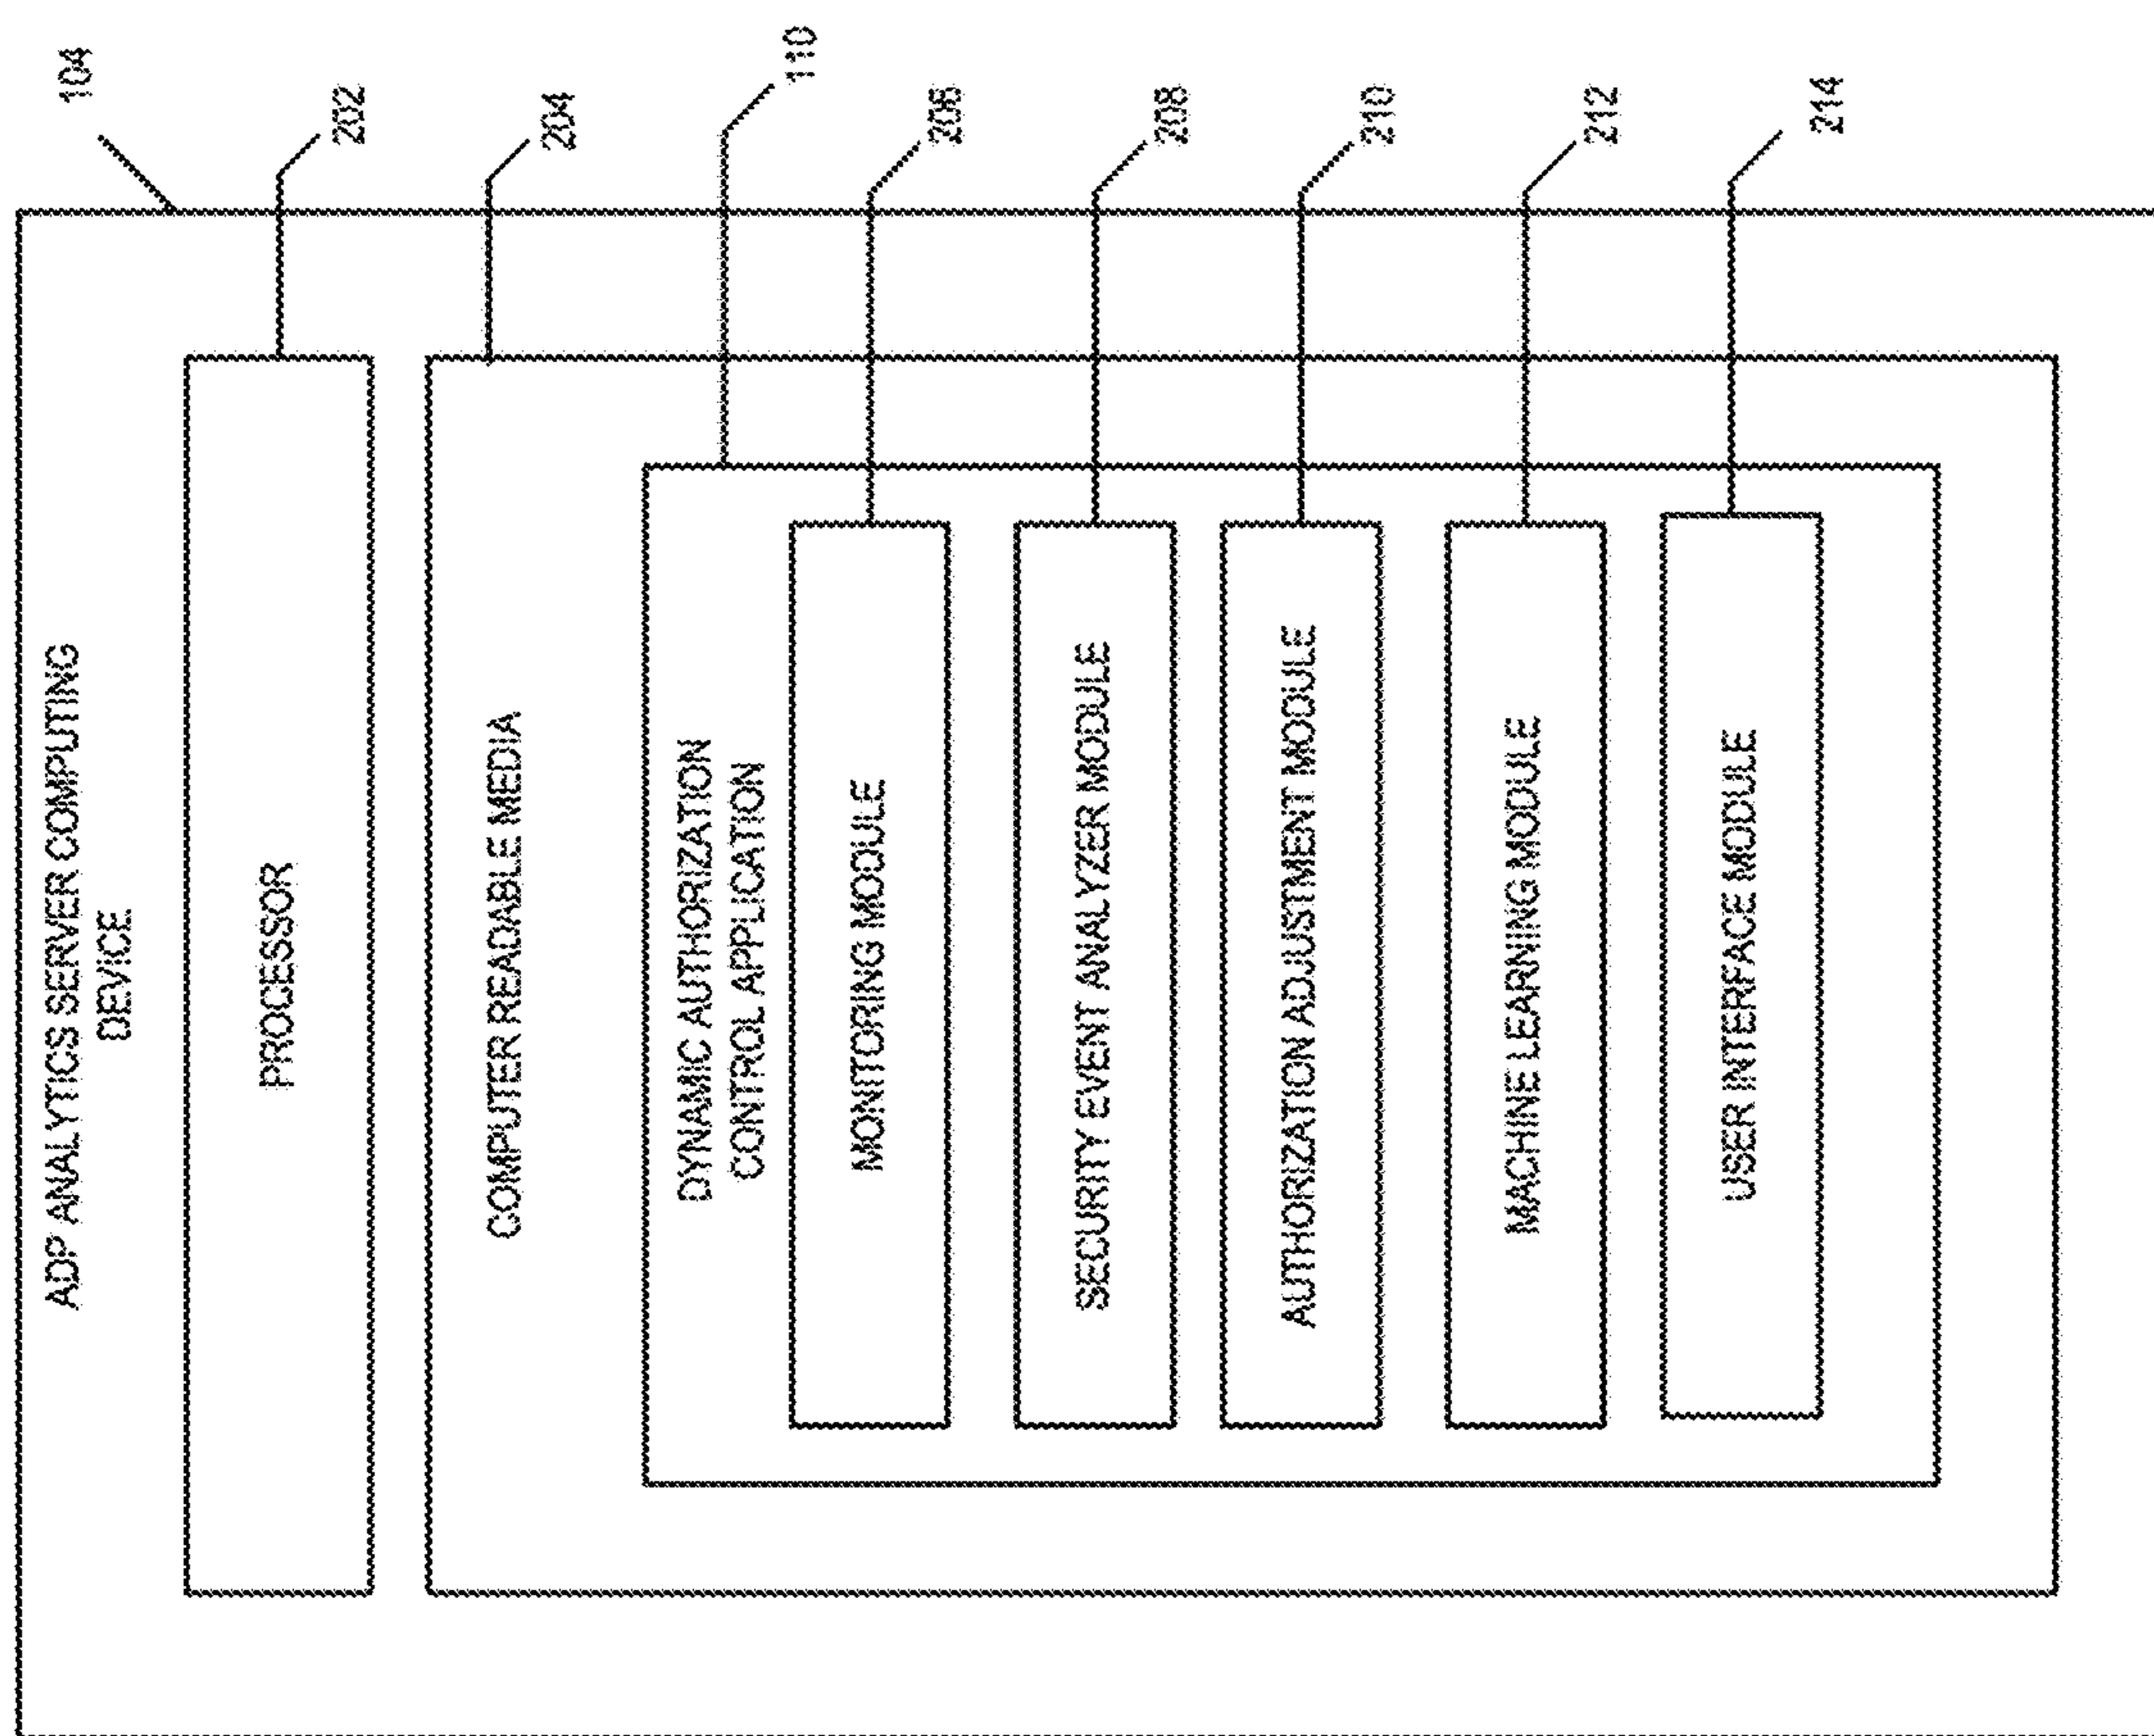 ADP ANALYTICS SERVER COMPUTING
DEVICE
104
PROCESSOR
202
COMPUTER READABLE MEDIA
204
DYNAMIC AUTHORIZATION
CONTROL APPLICATION
110
MONITORING MODULE
206
SECURITY EVENT ANALYZER MODULE
208
AUTHORIZATION ADJUSTMENT MODULE
210
MACHINE LEARNING MODULE
212
USER INTERFACE MODULE
214